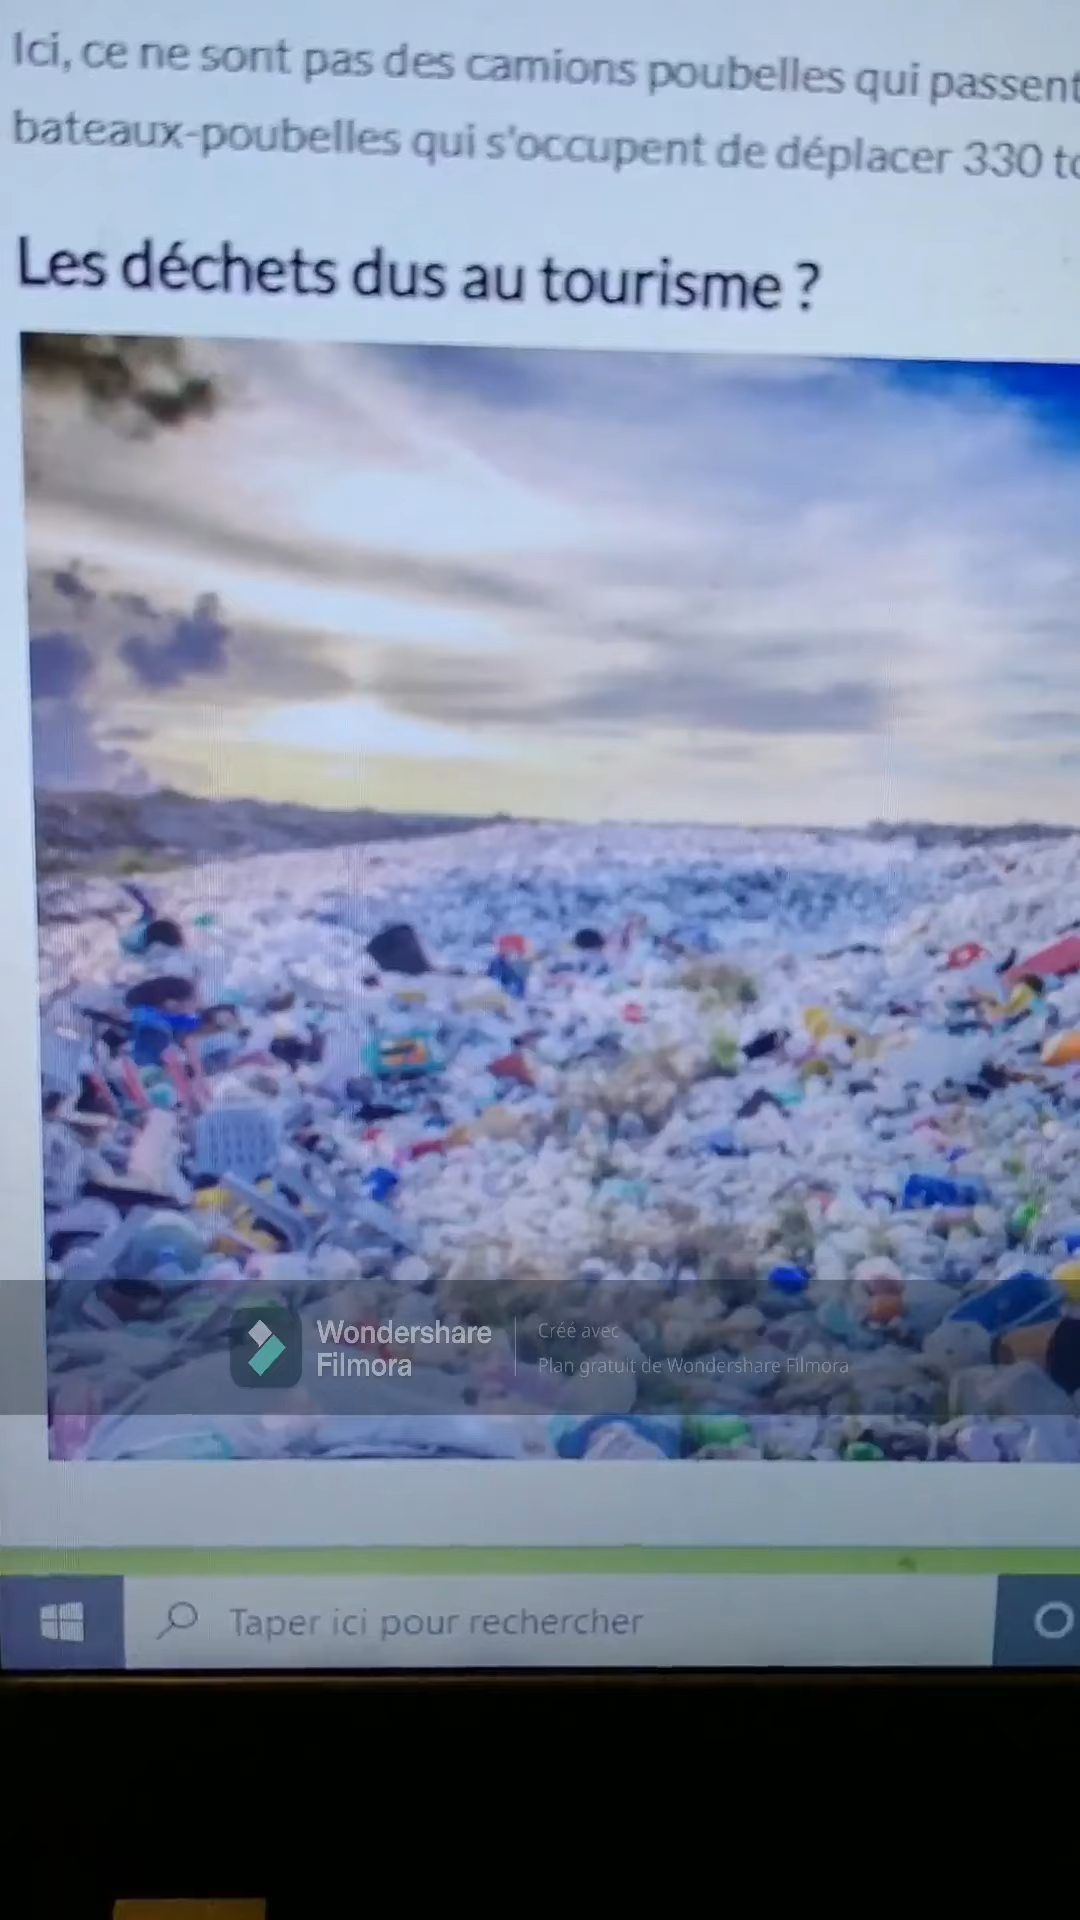 Ici, ce ne sont pas des camions poubelles qui passent
bateaux-poubelles qui s'occupent de déplacer 330
Les déchets dus au tourisme ?
Wondershare
Filmora
Créé avec
Plan gratuit de Wondershare Filmora
Taper ici pour rechercher